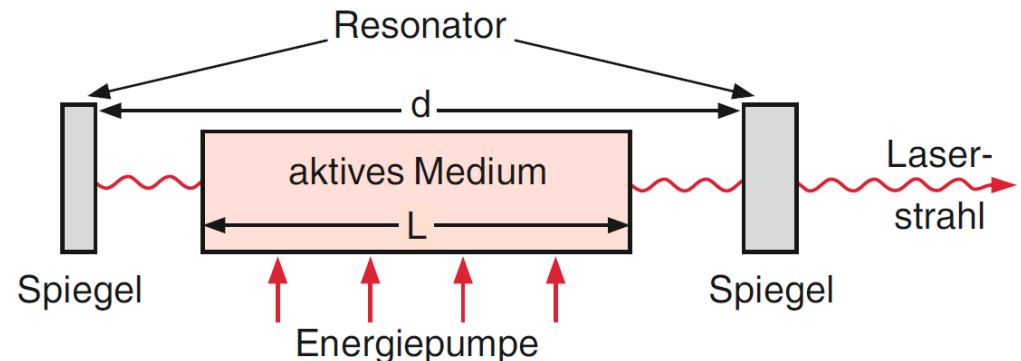 Resonator
d
aktives Medium
L
Laser-
strahl
Spiegel
Spiegel
Energiepumpe